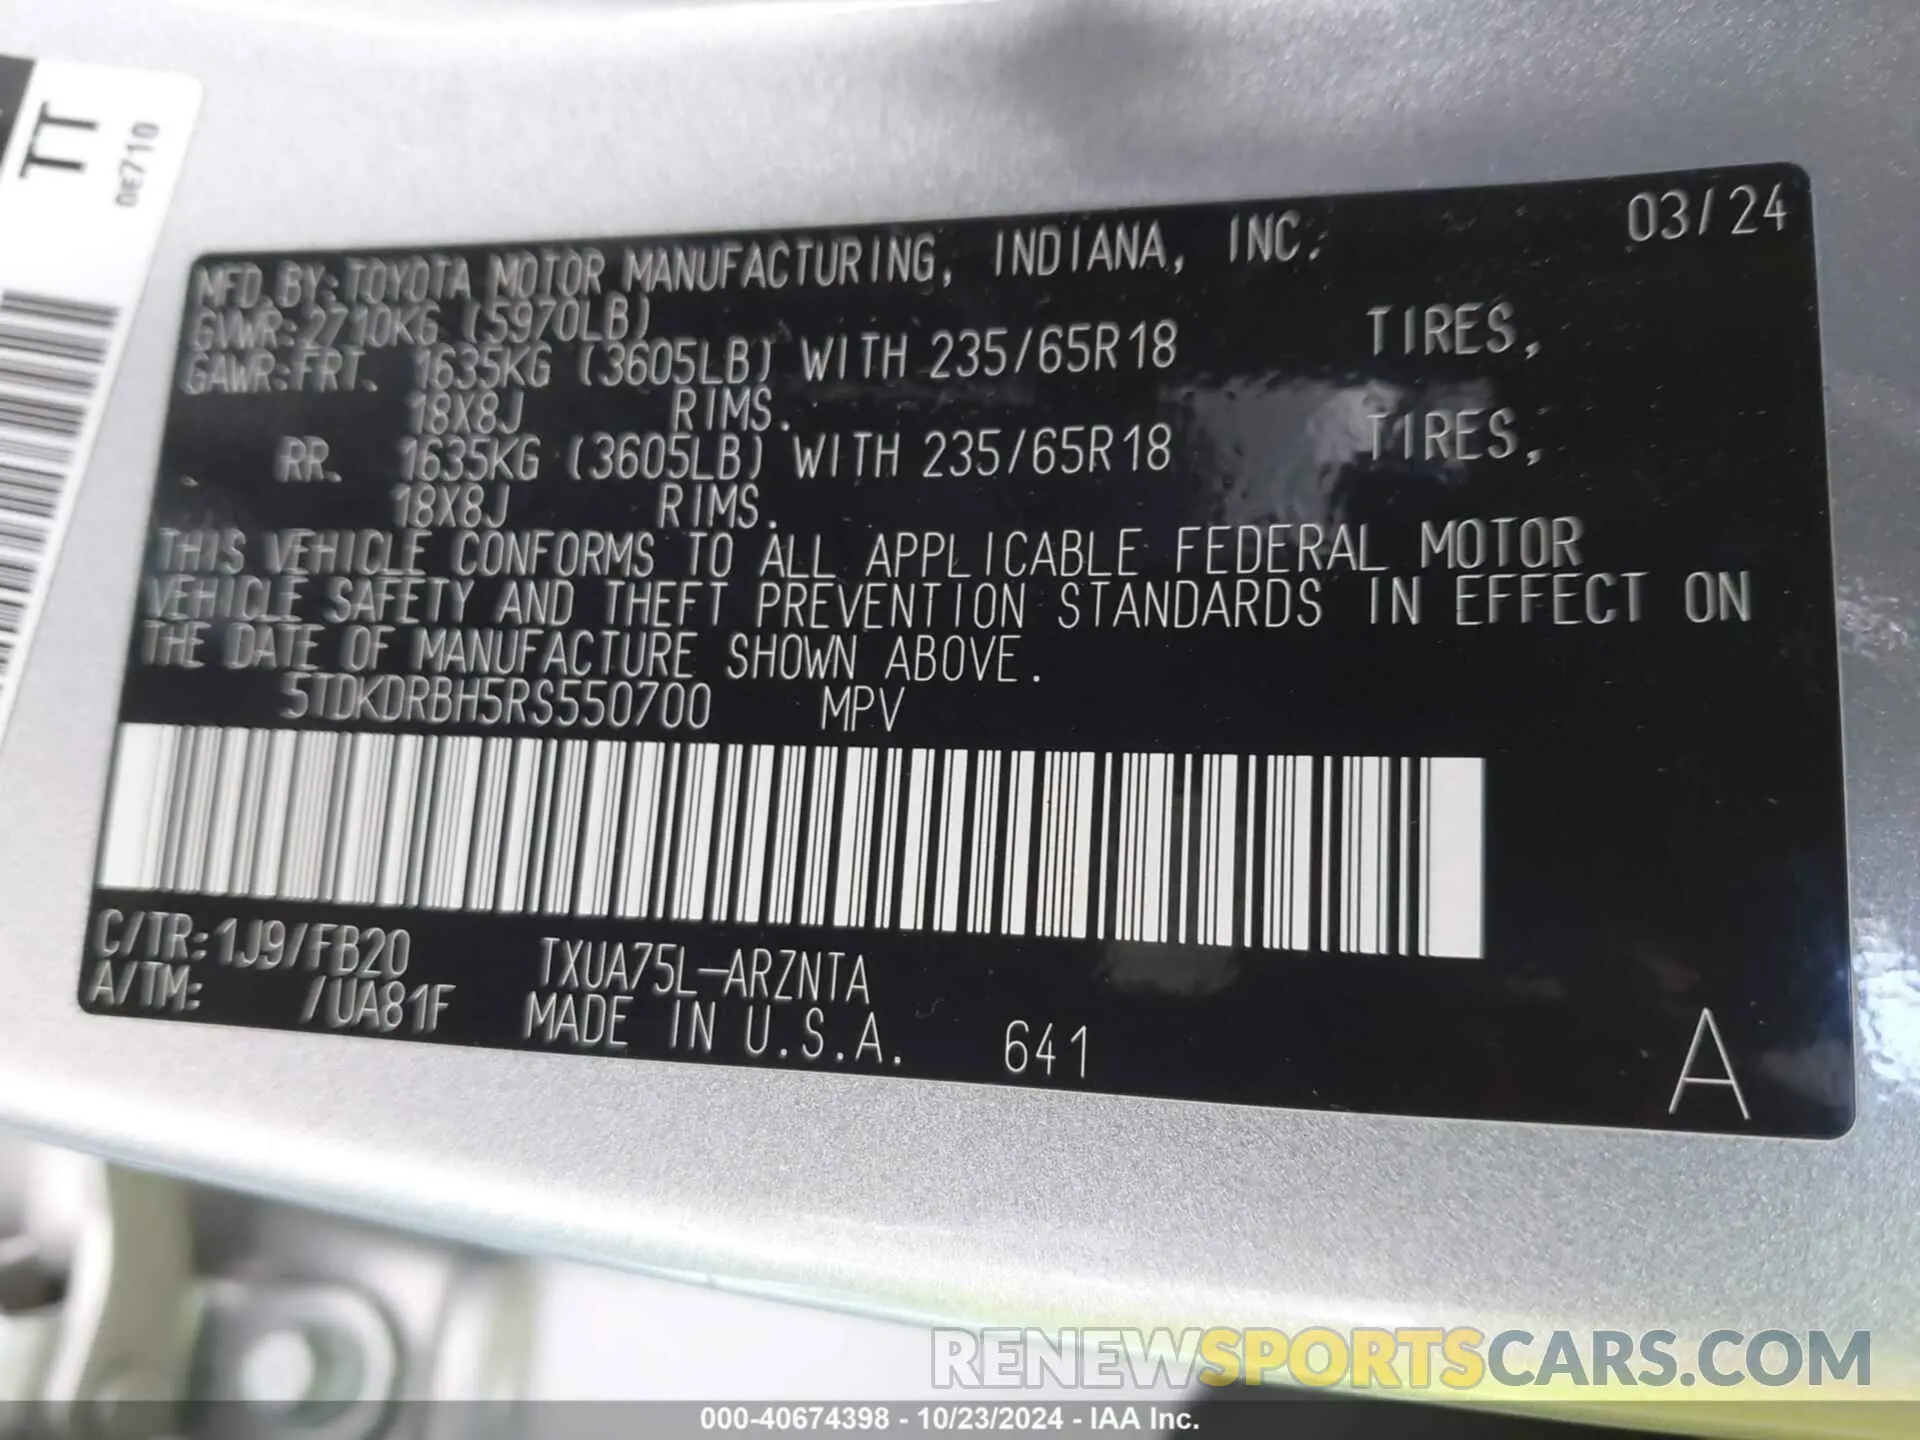 TT
0E710
MFD. BY: TOYOTA MOTOR MANUFACTURING, INDIANA, INC. 03/24
GVWR: 2710KG (5970LB)
GAWR: FRT. 1635KG (3605LB) WITH 235/65R18 TIRES,
18X8J RIMS.
RR. 1635KG (3605LB) WITH 235/65R18 TIRES,
18X8J RIMS.
THIS VEHICLE CONFORMS TO ALL APPLICABLE FEDERAL MOTOR
VEHICLE SAFETY AND THEFT PREVENTION STANDARDS IN EFFECT ON
THE DATE OF MANUFACTURE SHOWN ABOVE.
5TDKDRBH5RS550700 MPV
C/TR: 1J9/FB20 TXUA75L-ARZNTA
A/TM: /UA81F MADE IN U.S.A. 641
A
RENEWSPORTSCARS.COM
000-40674398 - 10/23/2024 - IAA Inc.